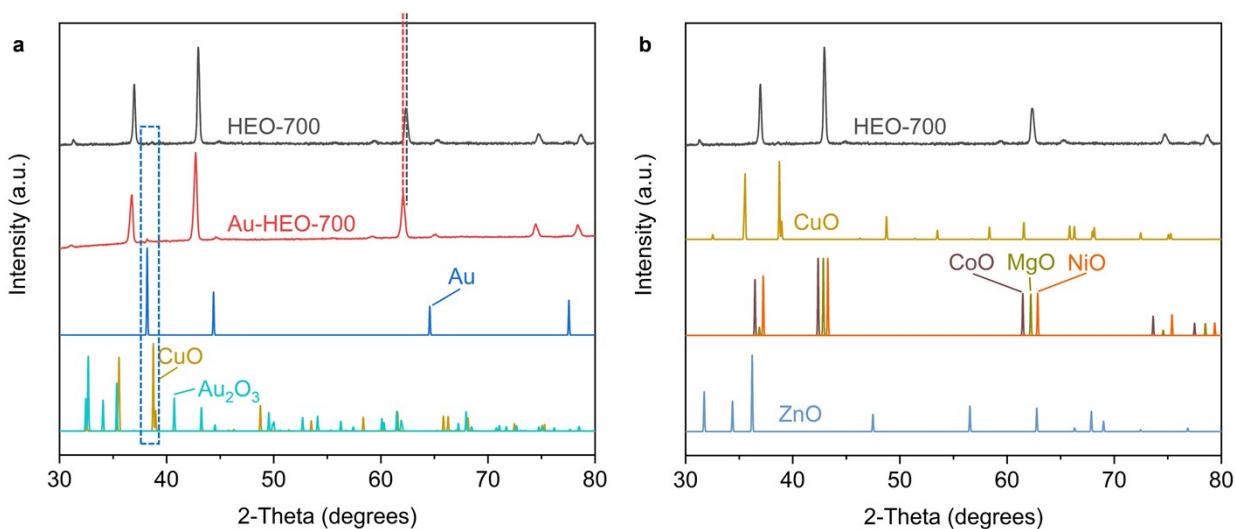 a
HEO-700
Au-HEO-700
Au
CuO
Au₂O₃
Intensity (a.u.)
30 40 50 60 70 80
2-Theta (degrees)
b
HEO-700
CuO
CoO MgO NiO
ZnO
Intensity (a.u.)
30 40 50 60 70 80
2-Theta (degrees)